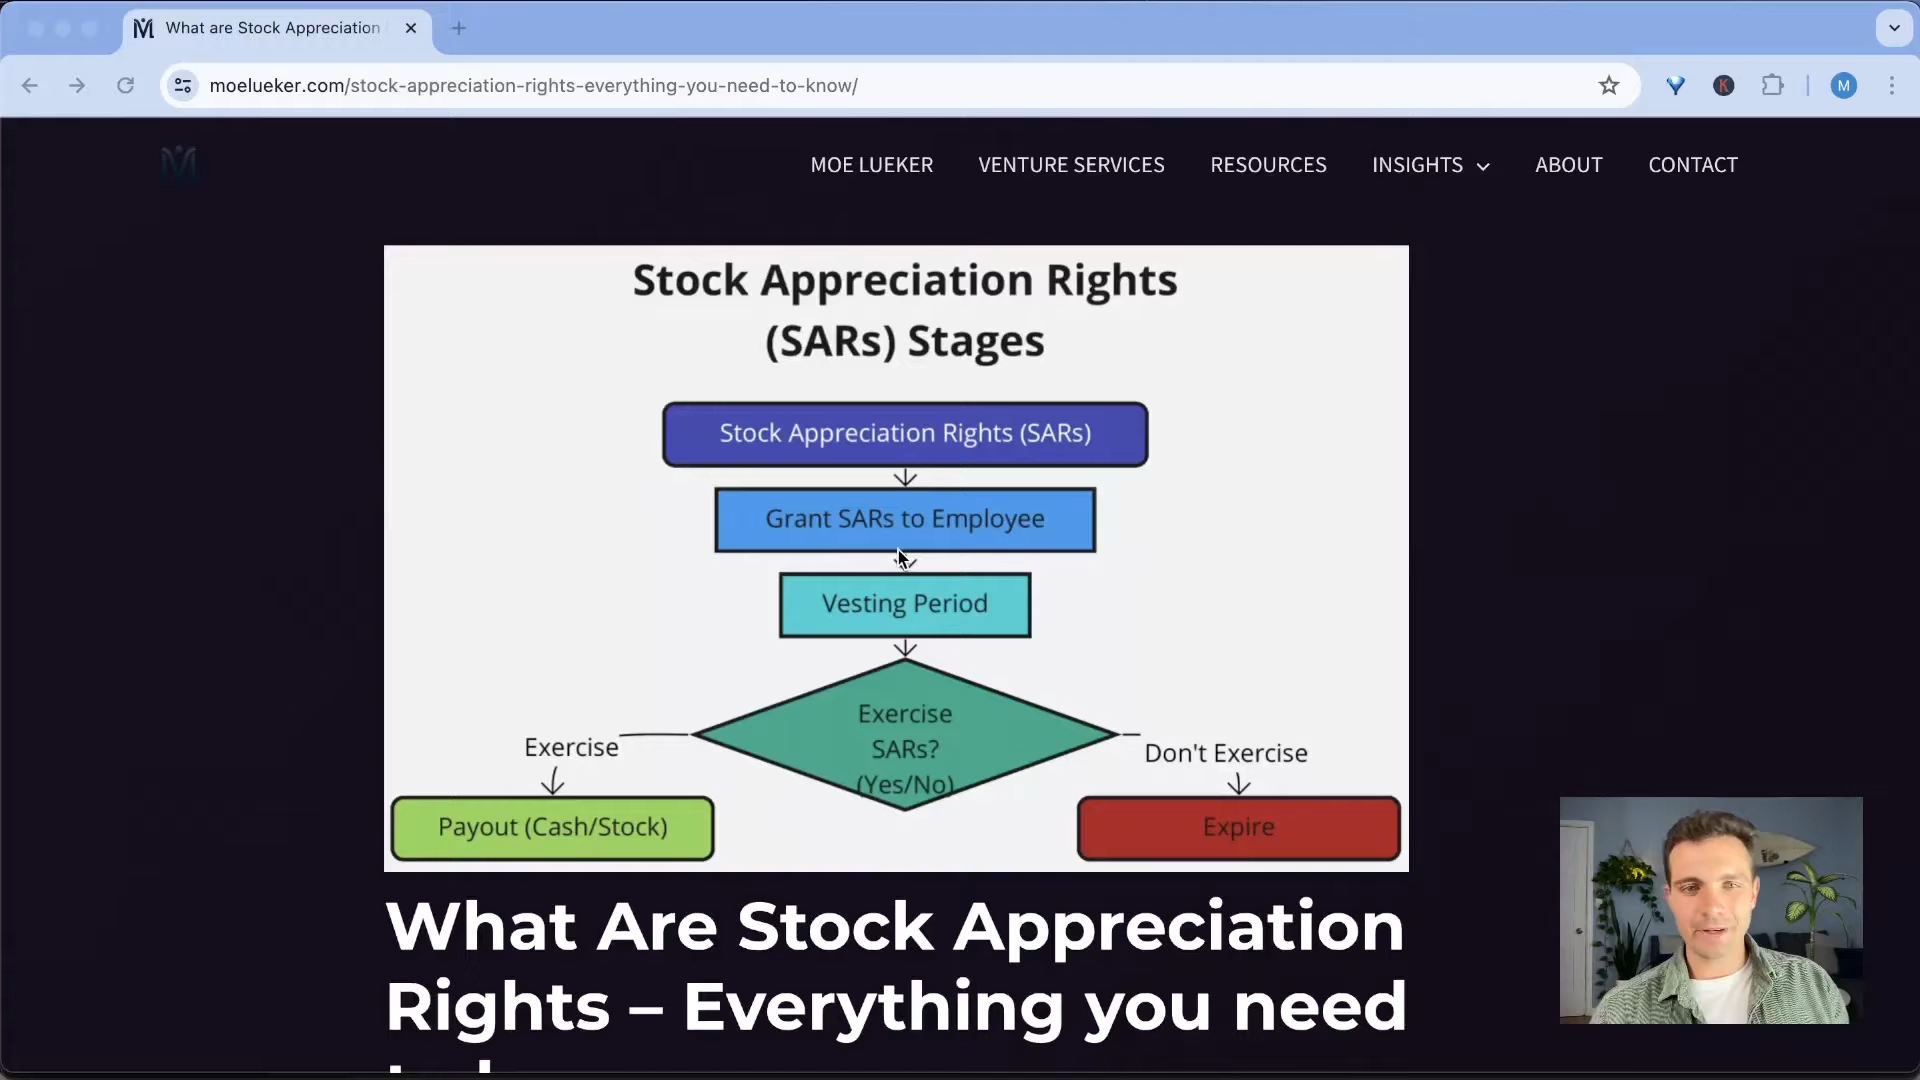 What are Stock Appreciation
moelueker.com/stock-appreciation-rights-everything-you-need-to-know/
K
M
MOE LUEKER VENTURE SERVICES RESOURCES INSIGHTS ABOUT CONTACT
Stock Appreciation Rights
(SARs) Stages
Stock Appreciation Rights (SARs)
Grant SARs to Employee
Vesting Period
Exercise
SARs?
(Yes/No)
Exercise
Don't Exercise
Payout (Cash/Stock)
Expire
What Are Stock Appreciation
Rights – Everything you need